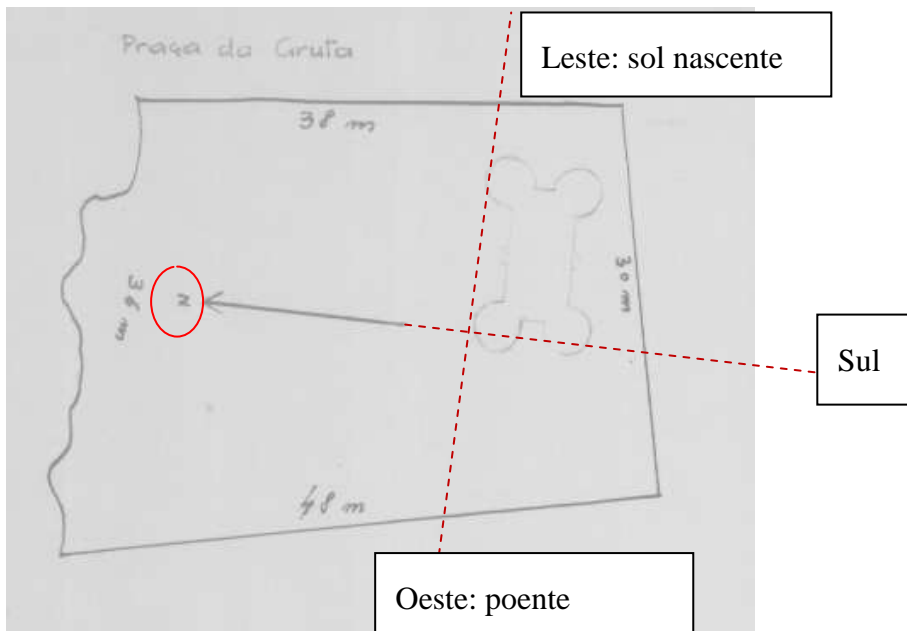 Praça da Gruta
Leste: sol nascente
38 m
30 m
36 m
N
Sul
48 m
Oeste: poente